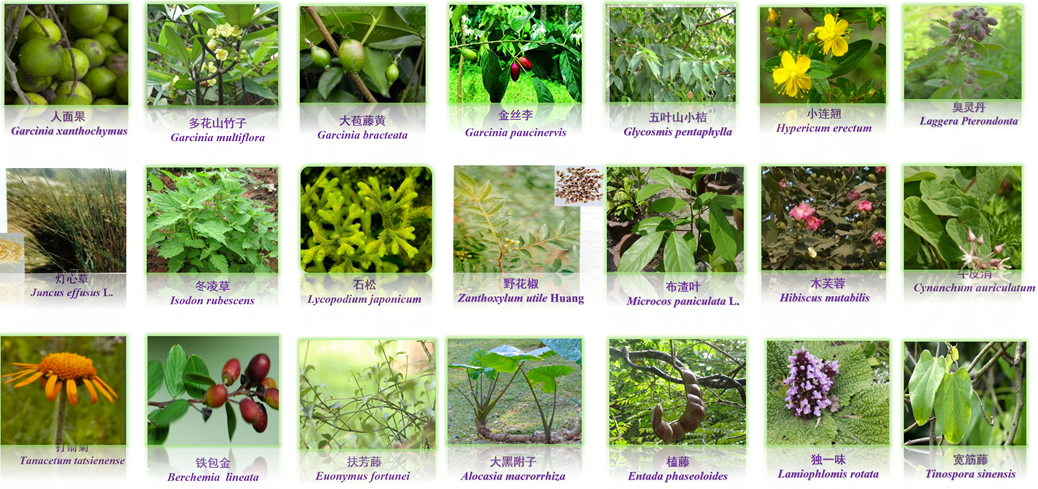 人面果
Garcinia xanthochymus
多花山竹子
Garcinia multiflora
大苞藤黄
Garcinia bracteata
金丝李
Garcinia paucinervis
五叶山小桔
Glycosmis pentaphylla
小连翘
Hypericum erectum
臭灵丹
Laggera Pterondonta
灯心草
Juncus effusus L.
冬凌草
Isodon rubescens
石松
Lycopodium japonicum
野花椒
Zanthoxylum utile Huang
布渣叶
Microcos paniculata L.
木芙蓉
Hibiscus mutabilis
牛皮消
Cynanchum auriculatum
打箭菊
Tanacetum tatsienense
铁包金
Berchemia lineata
扶芳藤
Euonymus fortunei
大黑附子
Alocasia macrorrhiza
榼藤
Entada phaseoloides
独一味
Lamiophlomis rotata
宽筋藤
Tinospora sinensis